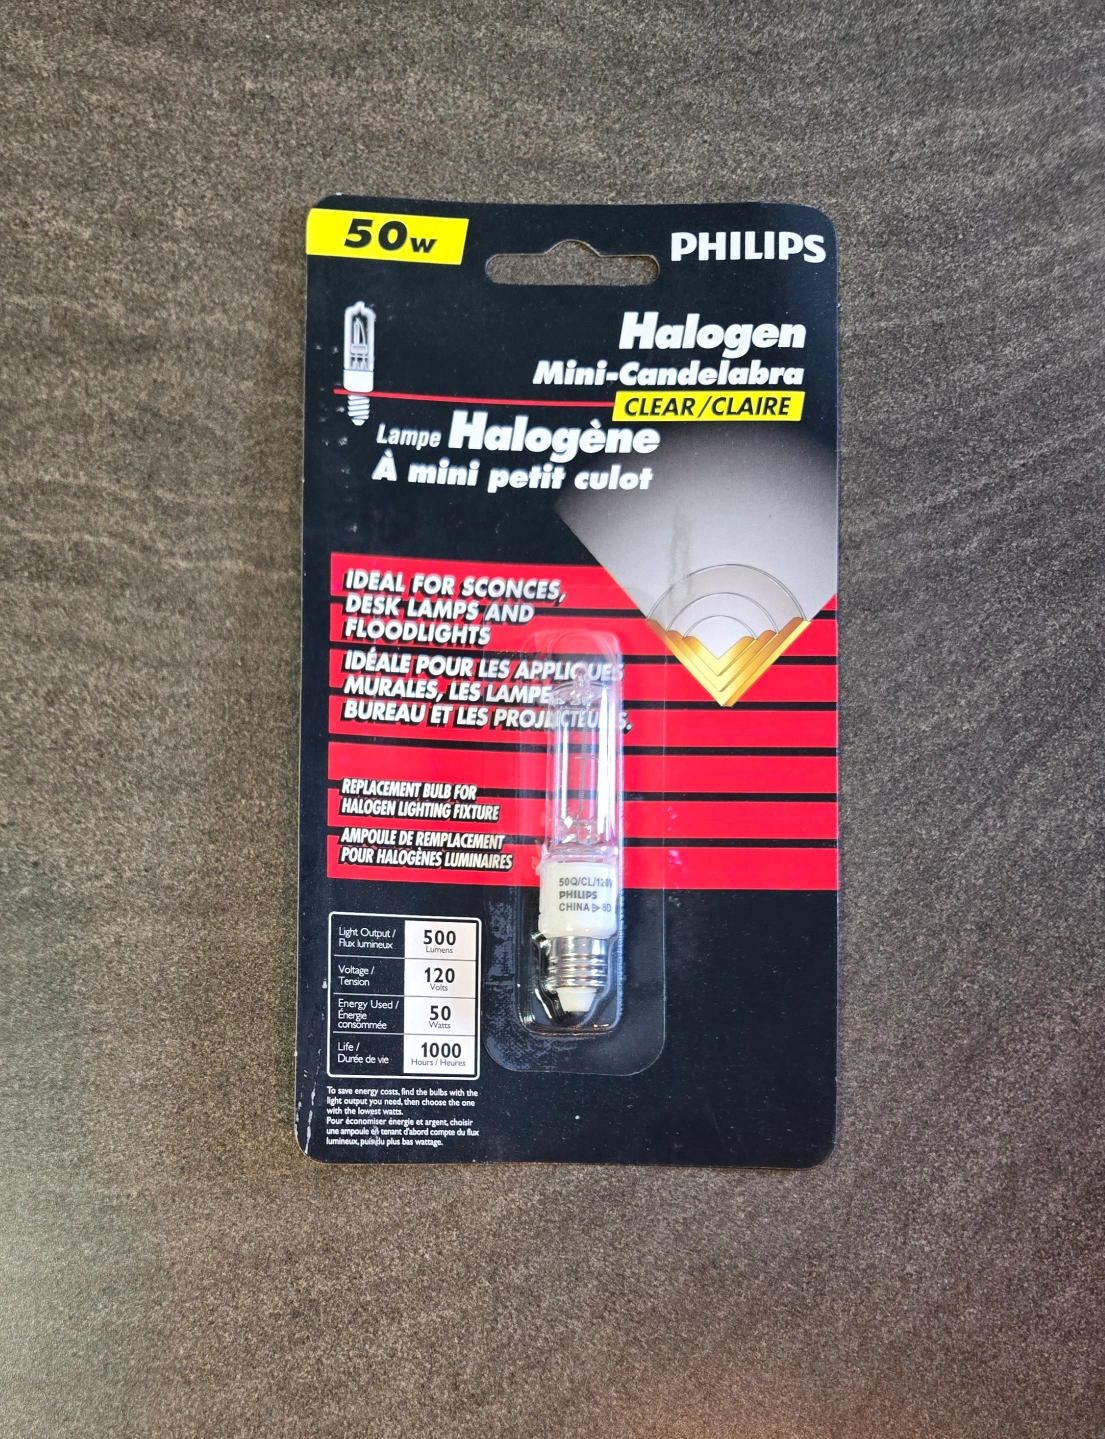 50w
PHILIPS
Halogen
Mini-Candelabra
CLEAR/CLAIRE
Lampe Halogène
À mini petit culot
IDEAL FOR SCONCES,
DESK LAMPS AND
FLOODLIGHTS
IDÉALE POUR LES APPLIQUES
MURALES, LES LAMPE
BUREAU ET LES PROJECTEURS.
REPLACEMENT BULB FOR
HALOGEN LIGHTING FIXTURE
AMPOULE DE REMPLACEMENT
POUR HALOGÈNES LUMINAIRES
50Q/CL/120V
PHILIPS
CHINA 8D
Light Output /
Flux lumineux
500
Lumens
Voltage /
Tension
120
Volts
Energy Used /
Énergie
consommée
50
Watts
Life /
Durée de vie
1000
Hours / Heures
To save energy costs, find the bulbs with the
light output you need, then choose the one
with the lowest watts.
Pour économiser énergie et argent, choisir
une ampoule en tenant d'abord compte du flux
lumineux, puis du plus bas wattage.